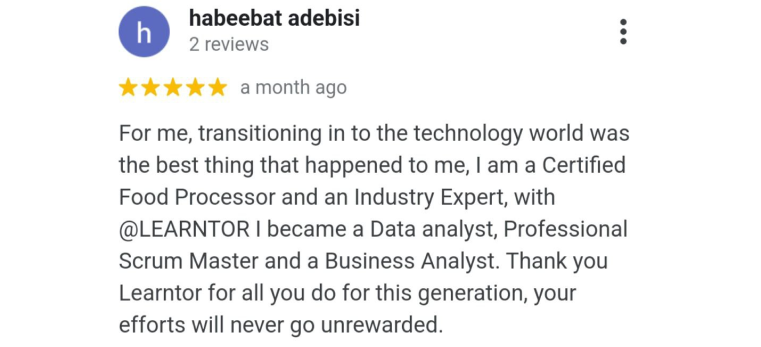 h
habeebat adebisi
2 reviews
a month ago
For me, transitioning in to the technology world was
the best thing that happened to me, I am a Certified
Food Processor and an Industry Expert, with
@LEARNTOR I became a Data analyst, Professional
Scrum Master and a Business Analyst. Thank you
Learntor for all you do for this generation, your
efforts will never go unrewarded.